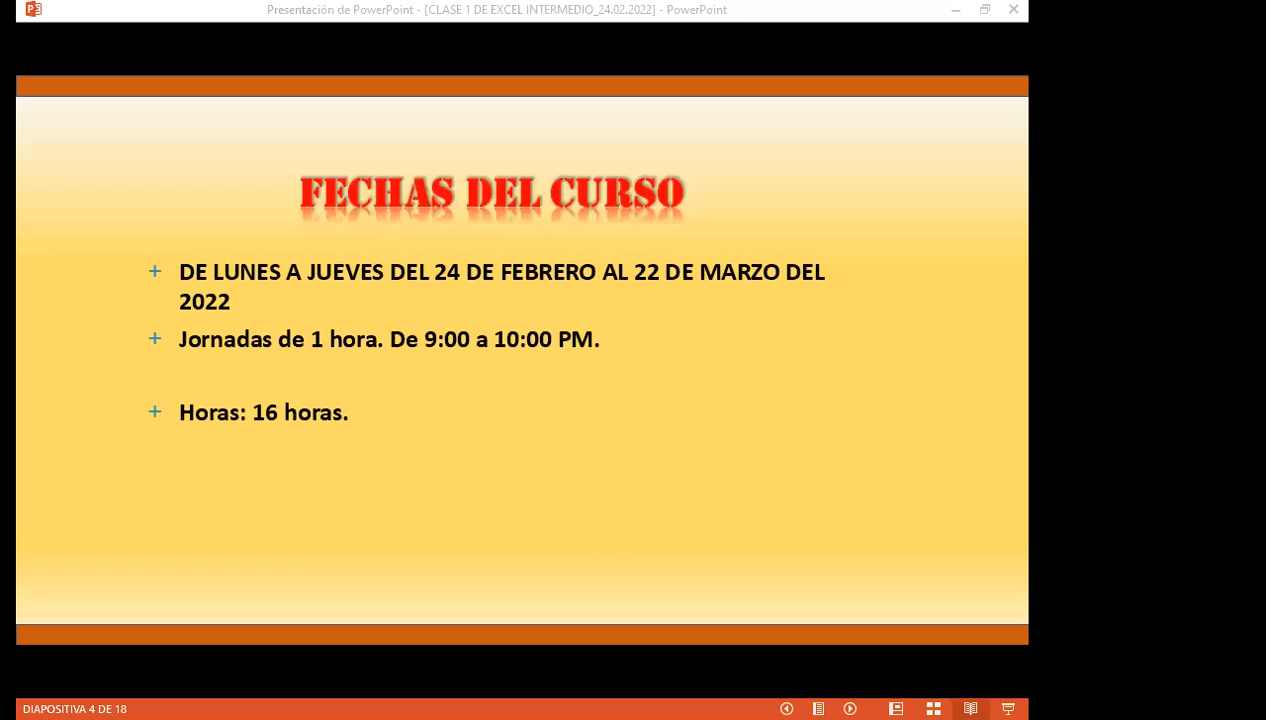 Presentación de PowerPoint - [CLASE 1 DE EXCEL INTERMEDIO_24.02.2022] - PowerPoint
FECHAS DEL CURSO
+ DE LUNES A JUEVES DEL 24 DE FEBRERO AL 22 DE MARZO DEL
2022
+ Jornadas de 1 hora. De 9:00 a 10:00 PM.
+ Horas: 16 horas.
DIAPOSITIVA 4 DE 18